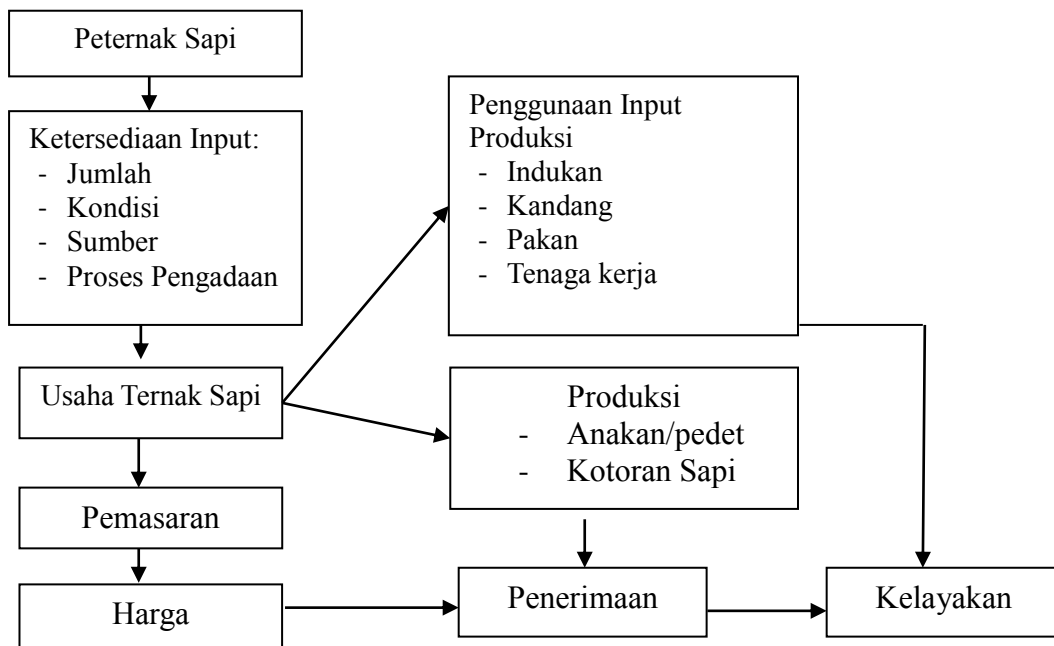 Peternak Sapi
Ketersediaan Input:
- Jumlah
- Kondisi
- Sumber
- Proses Pengadaan
Usaha Ternak Sapi
Pemasaran
Harga
Penggunaan Input
Produksi
- Indukan
- Kandang
- Pakan
- Tenaga kerja
Produksi
- Anakan/pedet
- Kotoran Sapi
Penerimaan
Kelayakan